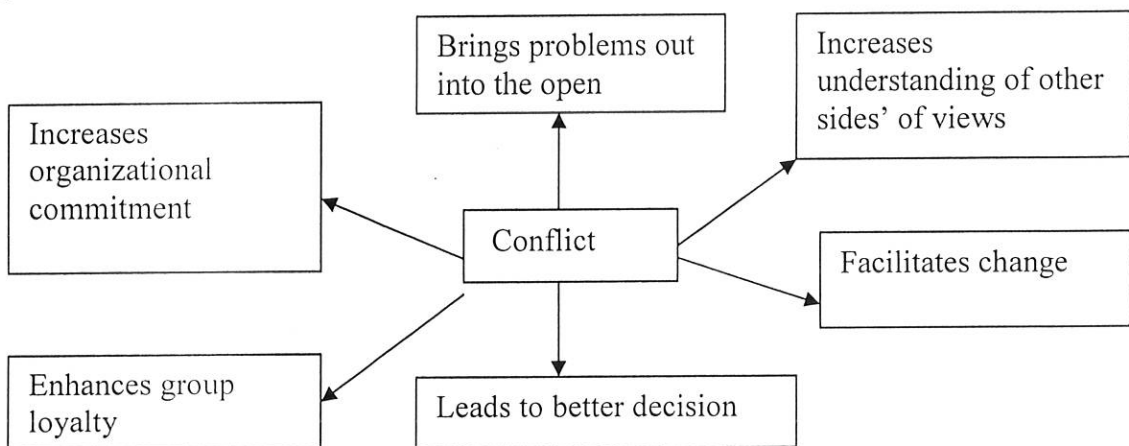 Brings problems out
into the open
Increases
understanding of other
sides' of views
Increases
organizational
commitment
Conflict
Facilitates change
Enhances group
loyalty
Leads to better decision